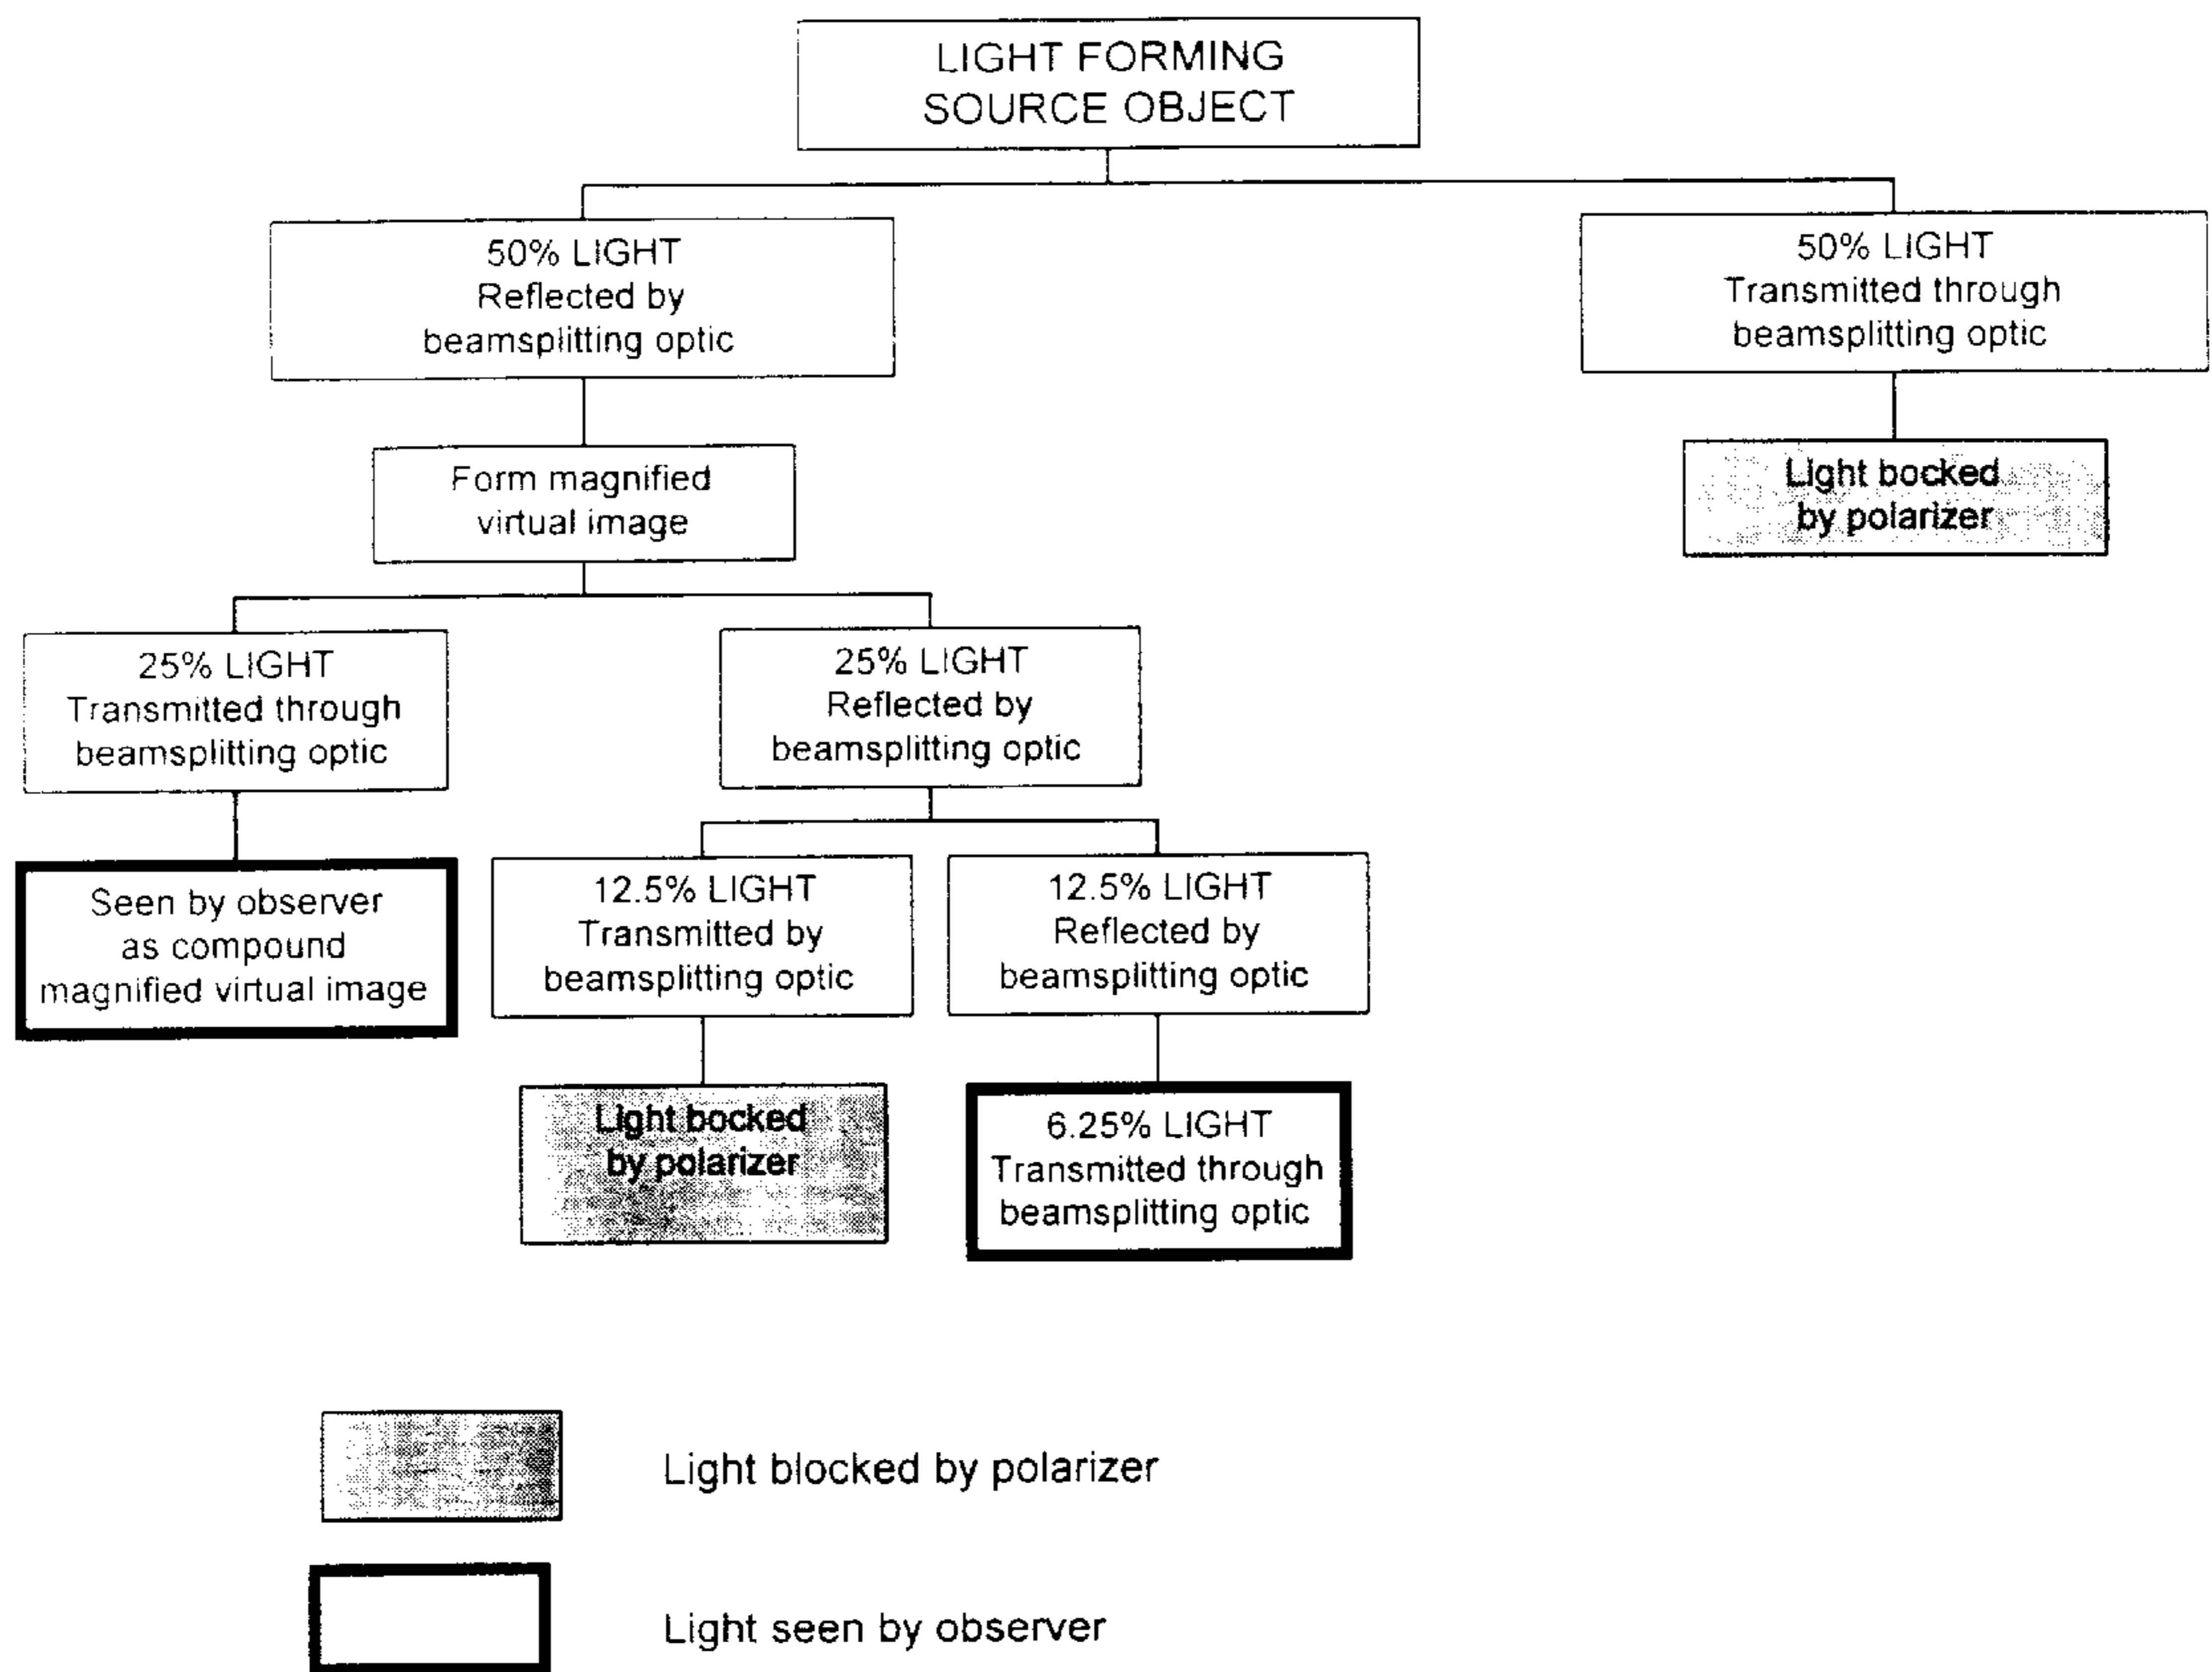 LIGHT FORMING
SOURCE OBJECT
50% LIGHT
Reflected by
beamsplitting optic
50% LIGHT
Transmitted through
beamsplitting optic
Form magnified
virtual image
Light bocked
by polarizer
25% LIGHT
Transmitted through
beamsplitting optic
25% LIGHT
Reflected by
beamsplitting optic
Seen by observer
as compound
magnified virtual image
12.5% LIGHT
Transmitted by
beamsplitting optic
12.5% LIGHT
Reflected by
beamsplitting optic
Light bocked
by polarizer
6.25% LIGHT
Transmitted through
beamsplitting optic
Light blocked by polarizer
Light seen by observer